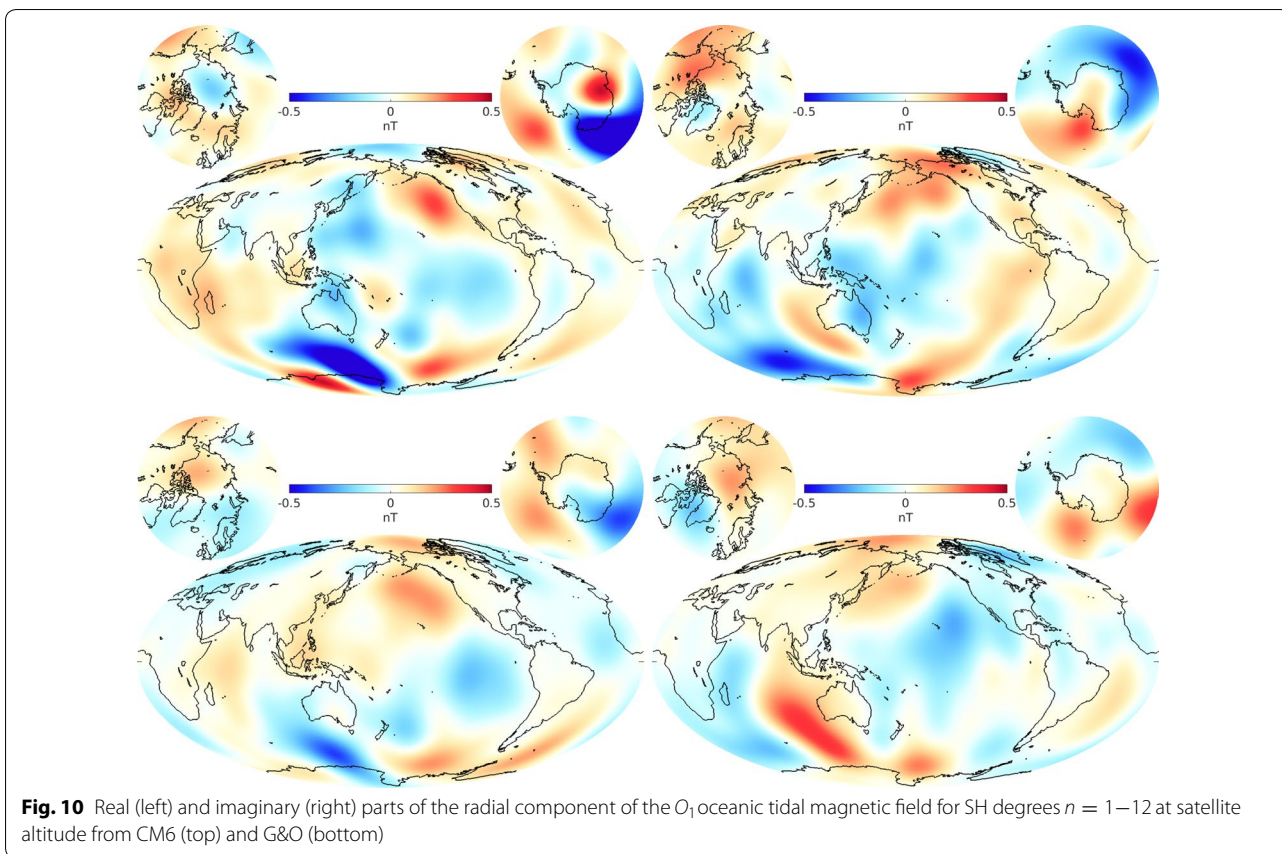 -0.5 0 0.5
nT
-0.5 0 0.5
nT
-0.5 0 0.5
nT
-0.5 0 0.5
nT
Fig. 10 Real (left) and imaginary (right) parts of the radial component of the O₁ oceanic tidal magnetic field for SH degrees n = 1−12 at satellite
altitude from CM6 (top) and G&O (bottom)